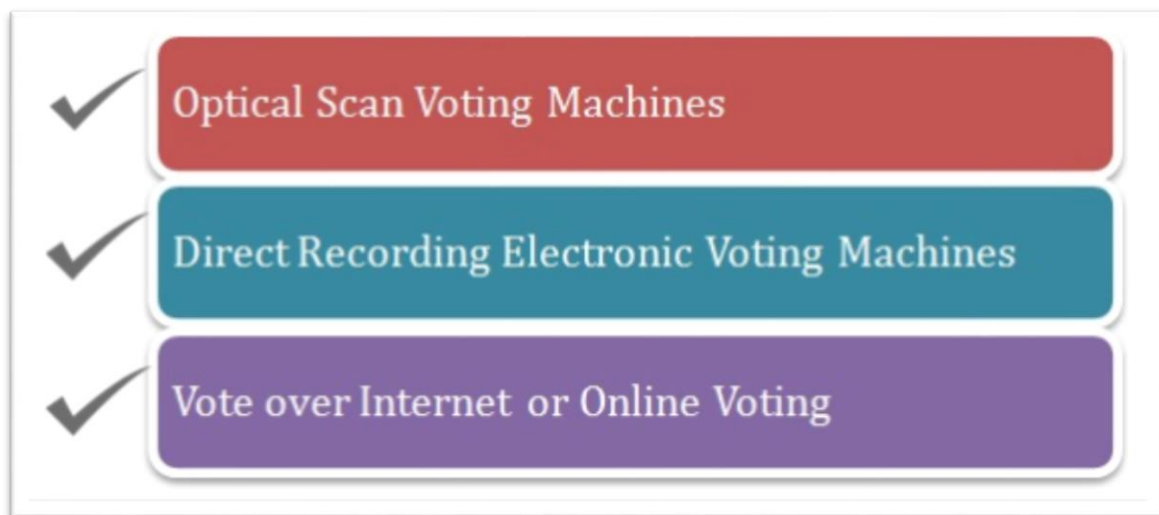 Optical Scan Voting Machines
Direct Recording Electronic Voting Machines
Vote over Internet or Online Voting